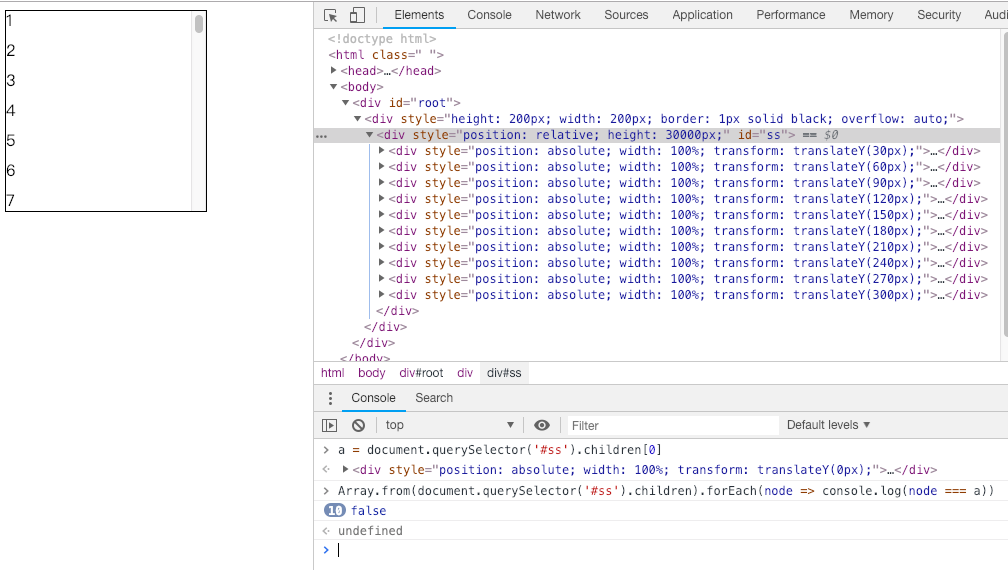 1
2
3
4
5
6
7
Elements Console Network Sources Application Performance Memory Security Audi
<!doctype html>
<html class=" ">
<head>…</head>
<body>
<div id="root">
<div style="height: 200px; width: 200px; border: 1px solid black; overflow: auto;">
<div style="position: relative; height: 30000px;" id="ss"> == $0
<div style="position: absolute; width: 100%; transform: translateY(30px);">…</div>
<div style="position: absolute; width: 100%; transform: translateY(60px);">…</div>
<div style="position: absolute; width: 100%; transform: translateY(90px);">…</div>
<div style="position: absolute; width: 100%; transform: translateY(120px);">…</div>
<div style="position: absolute; width: 100%; transform: translateY(150px);">…</div>
<div style="position: absolute; width: 100%; transform: translateY(180px);">…</div>
<div style="position: absolute; width: 100%; transform: translateY(210px);">…</div>
<div style="position: absolute; width: 100%; transform: translateY(240px);">…</div>
<div style="position: absolute; width: 100%; transform: translateY(270px);">…</div>
<div style="position: absolute; width: 100%; transform: translateY(300px);">…</div>
</div>
</div>
</div>
</body>
html body div#root div div#ss
Console Search
top Filter Default levels
a = document.querySelector('#ss').children[0]
<div style="position: absolute; width: 100%; transform: translateY(0px);">…</div>
Array.from(document.querySelector('#ss').children).forEach(node => console.log(node === a))
10 false
undefined